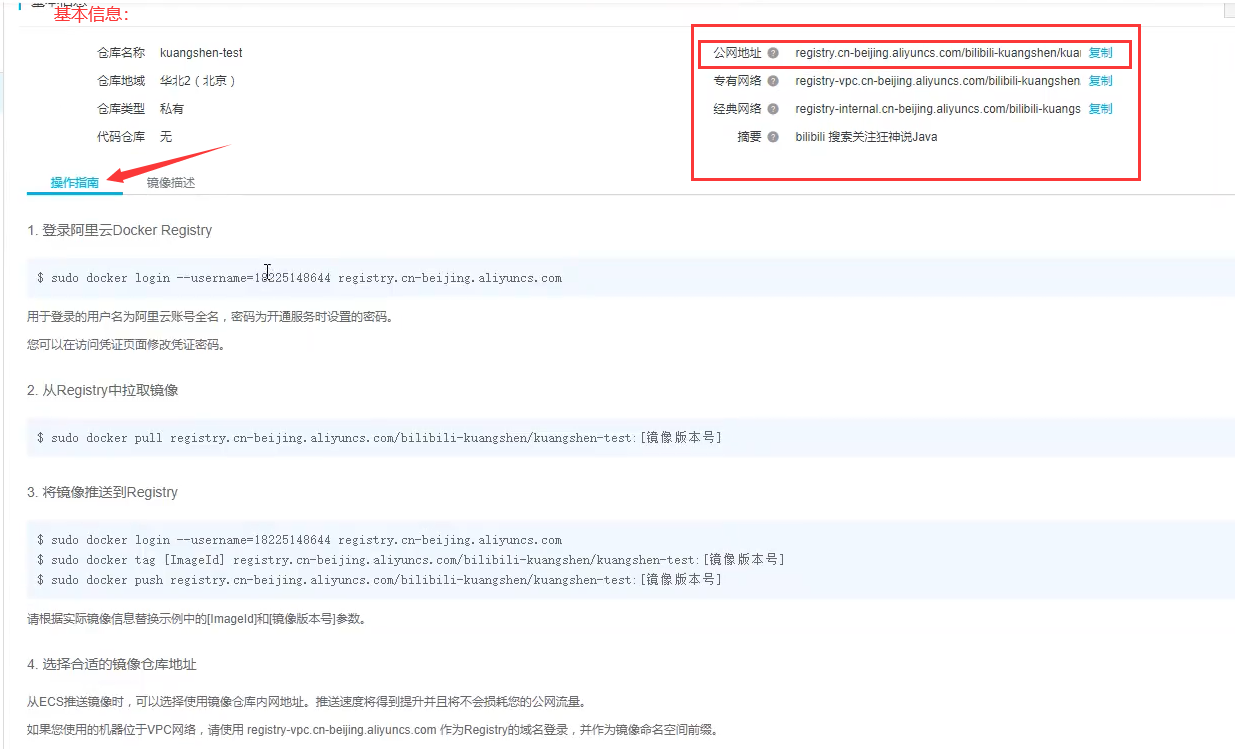 基本信息:
仓库名称 kuangshen-test
仓库地域 华北2（北京）
仓库类型 私有
代码仓库 无
公网地址 ? registry.cn-beijing.aliyuncs.com/bilibili-kuangshen/kua 复制
专有网络 ? registry-vpc.cn-beijing.aliyuncs.com/bilibili-kuangshen. 复制
经典网络 ? registry-internal.cn-beijing.aliyuncs.com/bilibili-kuangs 复制
摘要 ? bilibili 搜索关注狂神说Java
操作指南 镜像描述
1. 登录阿里云Docker Registry
$ sudo docker login --username=18225148644 registry.cn-beijing.aliyuncs.com
用于登录的用户名为阿里云账号全名，密码为开通服务时设置的密码。
您可以在访问凭证页面修改凭证密码。
2. 从Registry中拉取镜像
$ sudo docker pull registry.cn-beijing.aliyuncs.com/bilibili-kuangshen/kuangshen-test:[镜像版本号]
3. 将镜像推送到Registry
$ sudo docker login --username=18225148644 registry.cn-beijing.aliyuncs.com
$ sudo docker tag [ImageId] registry.cn-beijing.aliyuncs.com/bilibili-kuangshen/kuangshen-test:[镜像版本号]
$ sudo docker push registry.cn-beijing.aliyuncs.com/bilibili-kuangshen/kuangshen-test:[镜像版本号]
请根据实际镜像信息替换示例中的[ImageId]和[镜像版本号]参数。
4. 选择合适的镜像仓库地址
从ECS推送镜像时，可以选择使用镜像仓库内网地址。推送速度将得到提升并且将不会损耗您的公网流量。
如果您使用的机器位于VPC网络，请使用 registry-vpc.cn-beijing.aliyuncs.com 作为Registry的域名登录，并作为镜像命名空间前缀。